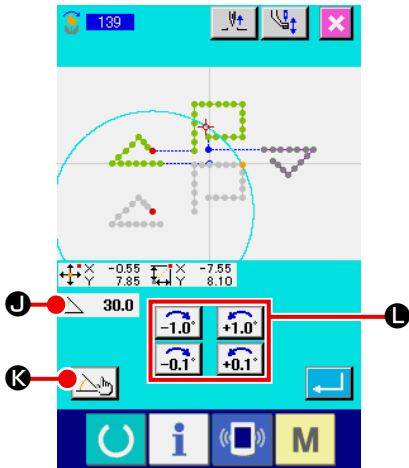 139
X -0.55 X -7.55
Y 7.85 Y 8.10
J 30.0
-1.0° +1.0° L
-0.1° +0.1°
K
i M